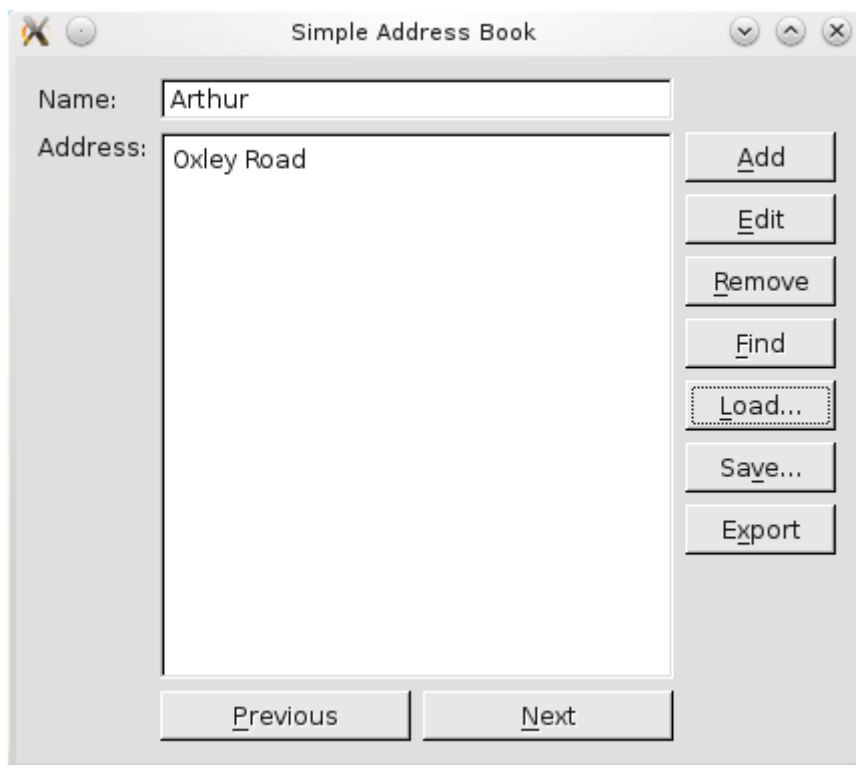 Simple Address Book
Name:
Arthur
Address:
Oxley Road
Add
Edit
Remove
Find
Load...
Save...
Export
Previous
Next